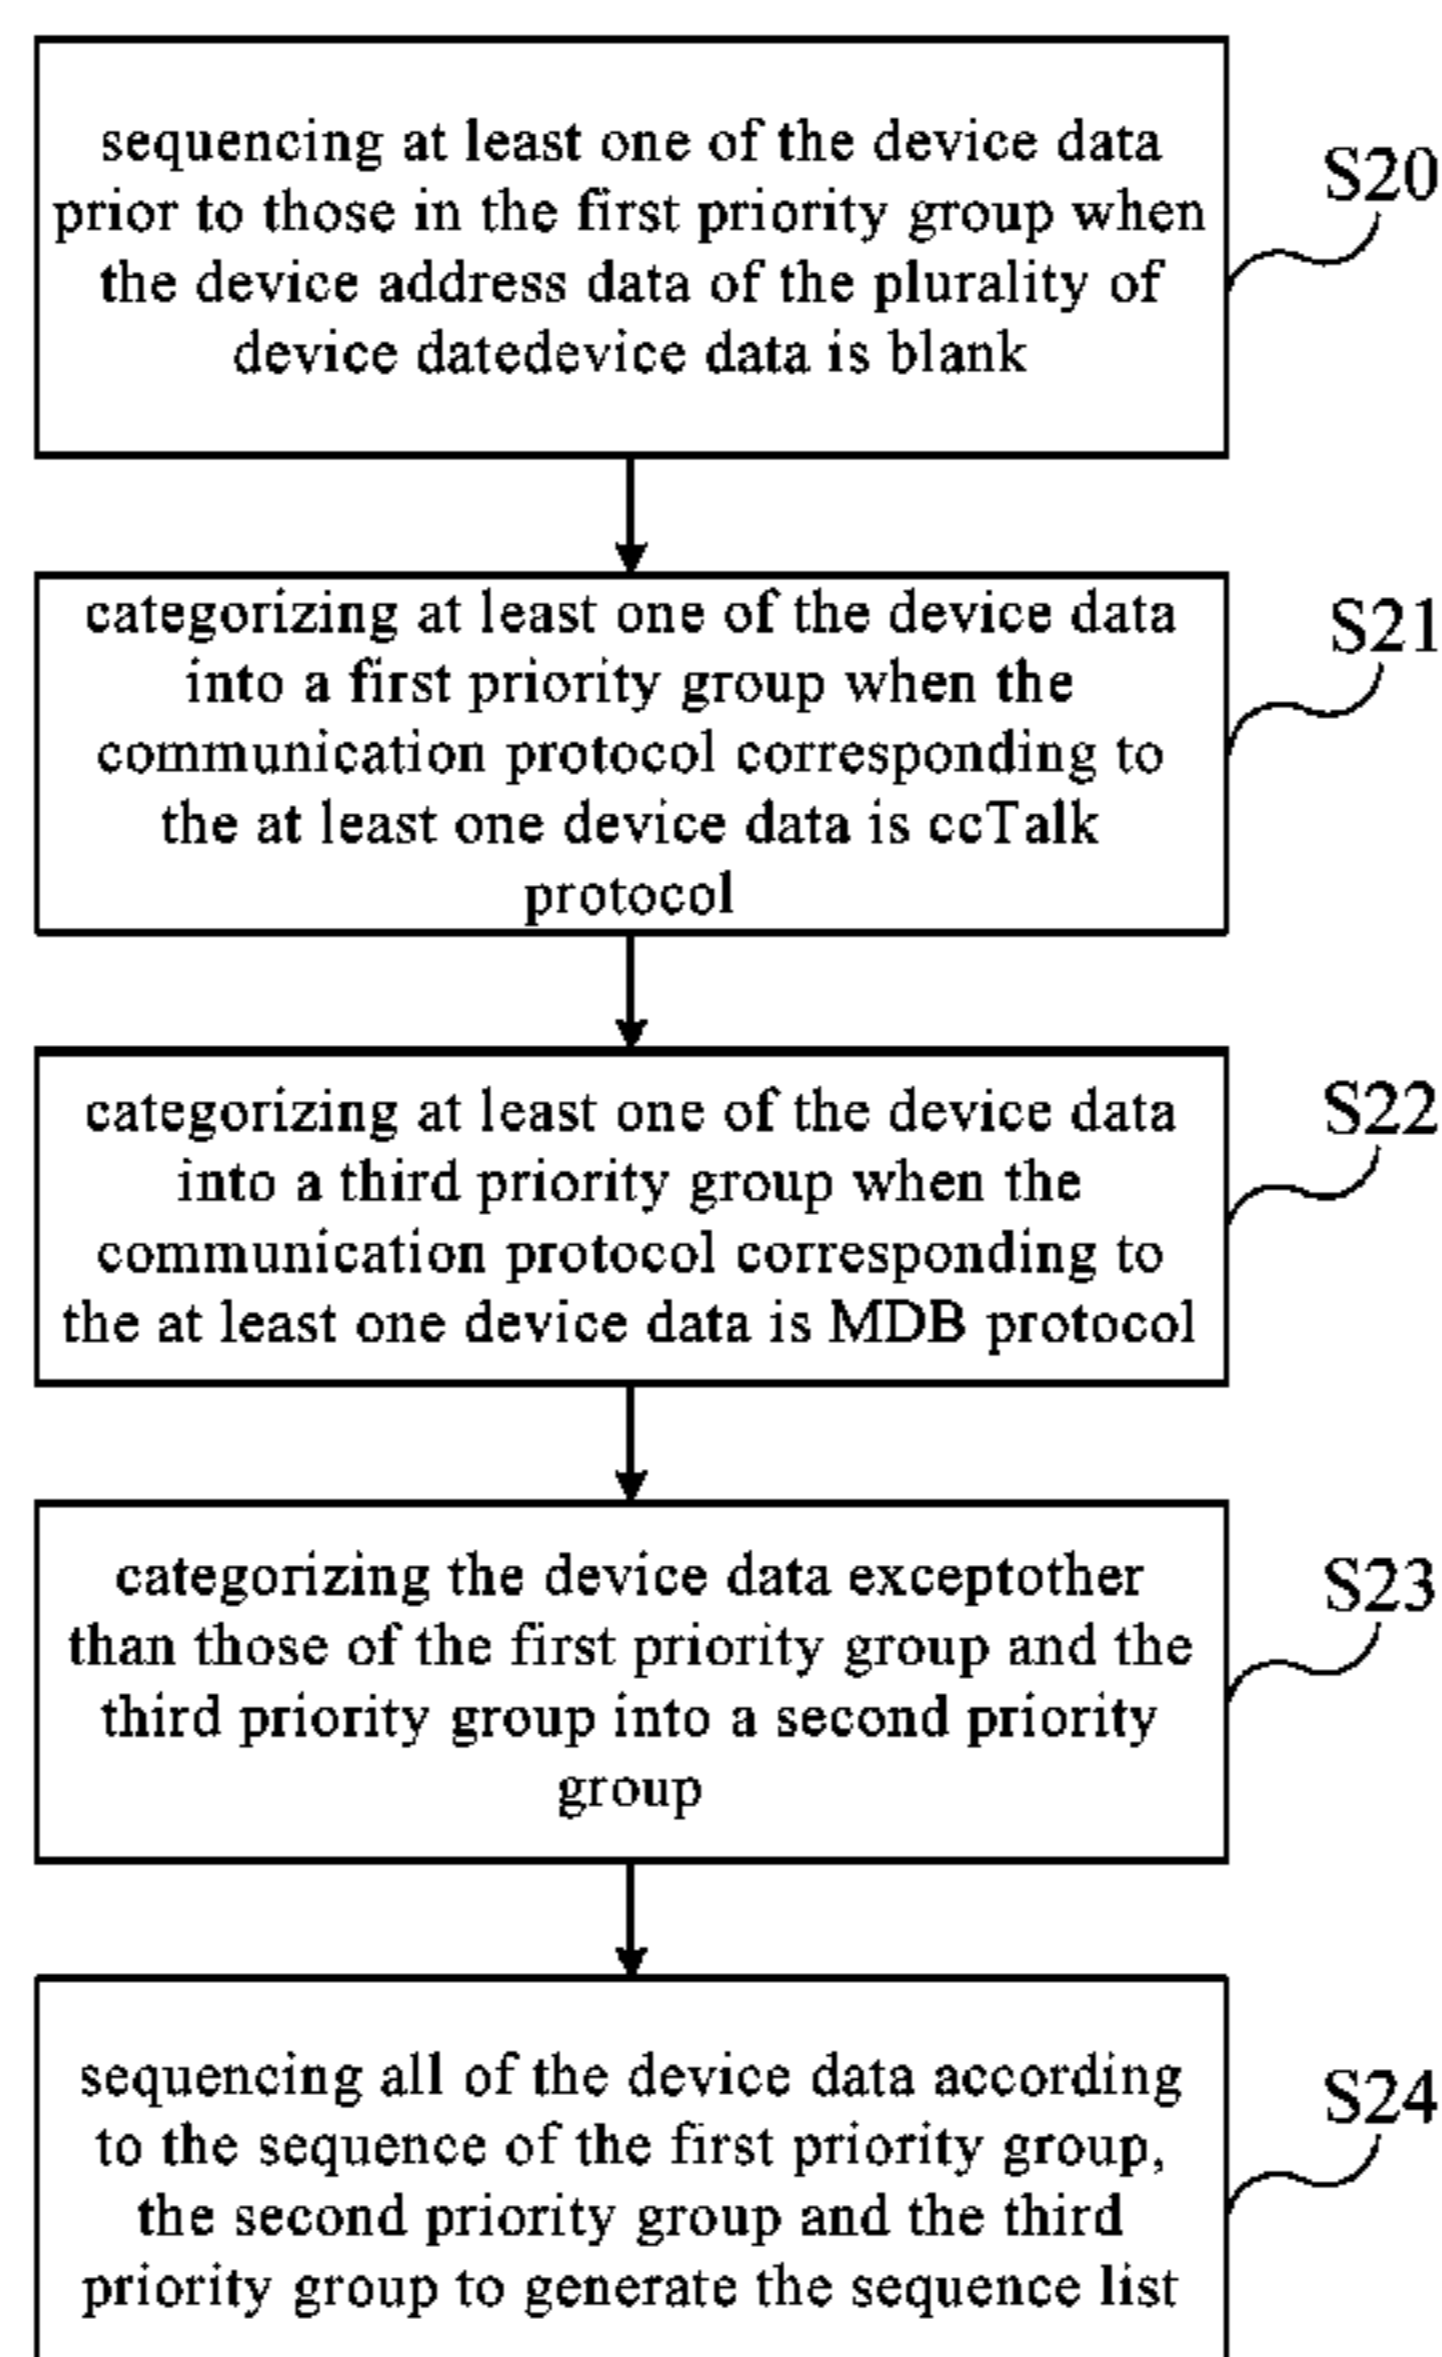 sequencing at least one of the device data
prior to those in the first priority group when
the device address data of the plurality of
device datedevice data is blank
S20
categorizing at least one of the device data
into a first priority group when the
communication protocol corresponding to
the at least one device data is ccTalk
protocol
S21
categorizing at least one of the device data
into a third priority group when the
communication protocol corresponding to
the at least one device data is MDB protocol
S22
categorizing the device data exceptother
than those of the first priority group and the
third priority group into a second priority
group
S23
sequencing all of the device data according
to the sequence of the first priority group,
the second priority group and the third
priority group to generate the sequence list
S24